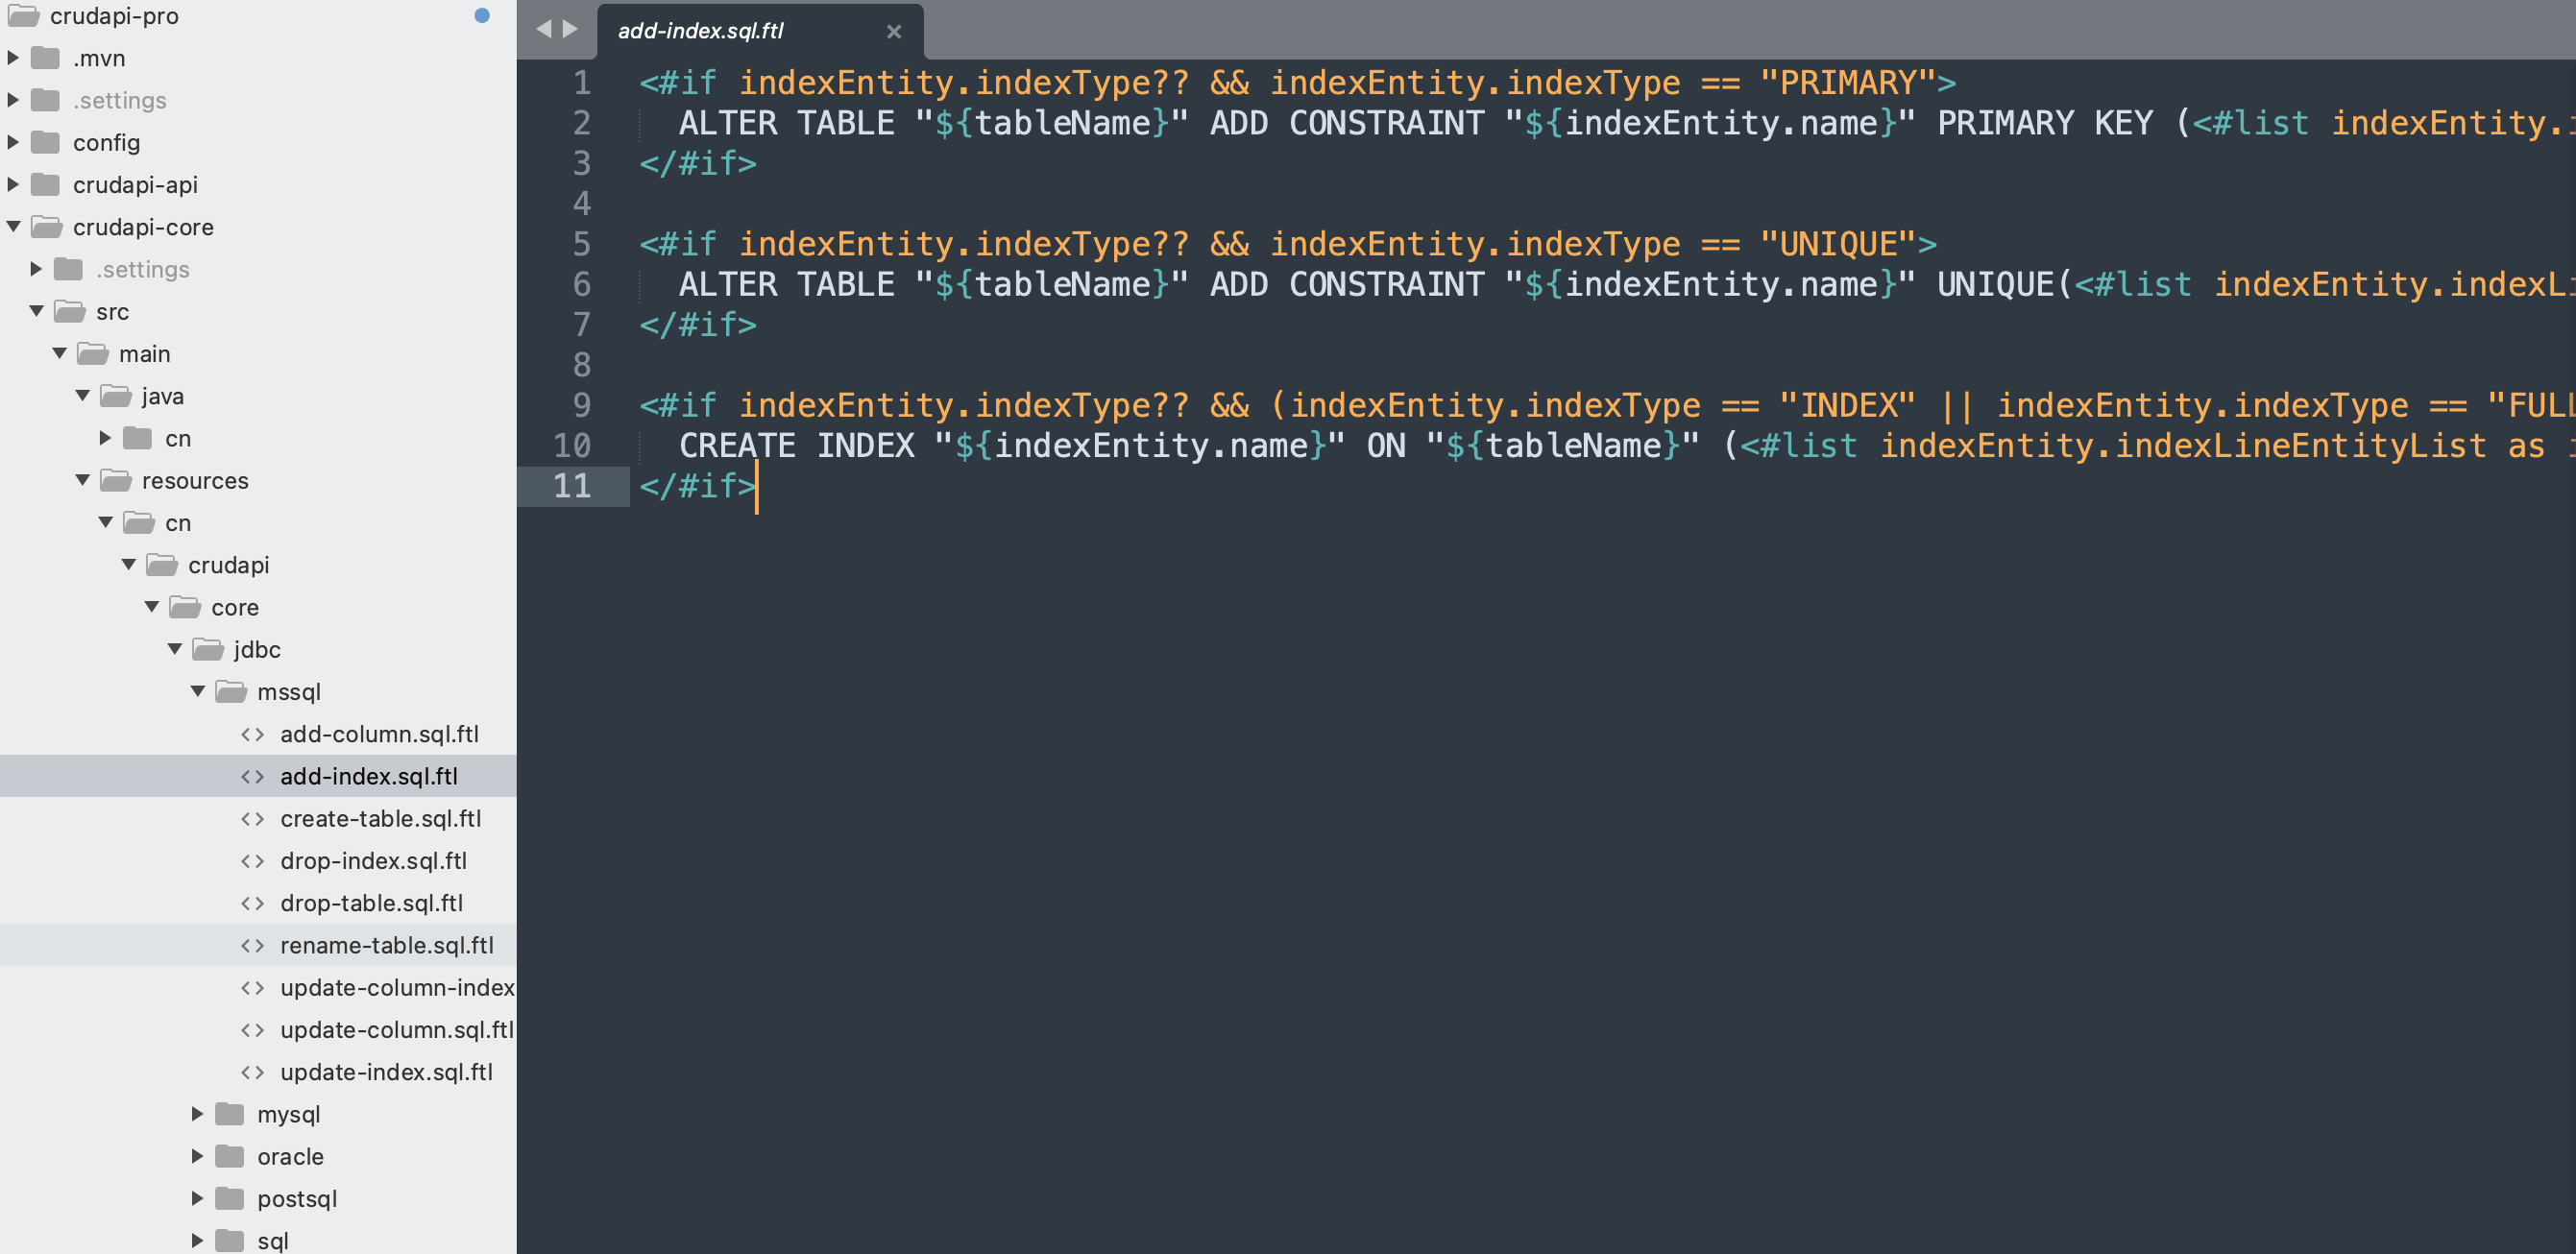 crudapi-pro
.mvn
.settings
config
crudapi-api
crudapi-core
.settings
src
main
java
cn
resources
cn
crudapi
core
jdbc
mssql
<> add-column.sql.ftl
<> add-index.sql.ftl
<> create-table.sql.ftl
<> drop-index.sql.ftl
<> drop-table.sql.ftl
<> rename-table.sql.ftl
<> update-column-index
<> update-column.sql.ftl
<> update-index.sql.ftl
mysql
oracle
postsql
sql
add-index.sql.ftl ×
1 <#if indexEntity.indexType?? && indexEntity.indexType == "PRIMARY">
2 ALTER TABLE "${tableName}" ADD CONSTRAINT "${indexEntity.name}" PRIMARY KEY (<#list indexEntity.
3 </#if>
4
5 <#if indexEntity.indexType?? && indexEntity.indexType == "UNIQUE">
6 ALTER TABLE "${tableName}" ADD CONSTRAINT "${indexEntity.name}" UNIQUE(<#list indexEntity.indexLi
7 </#if>
8
9 <#if indexEntity.indexType?? && (indexEntity.indexType == "INDEX" || indexEntity.indexType == "FULL
10 CREATE INDEX "${indexEntity.name}" ON "${tableName}" (<#list indexEntity.indexLineEntityList as i
11 </#if>